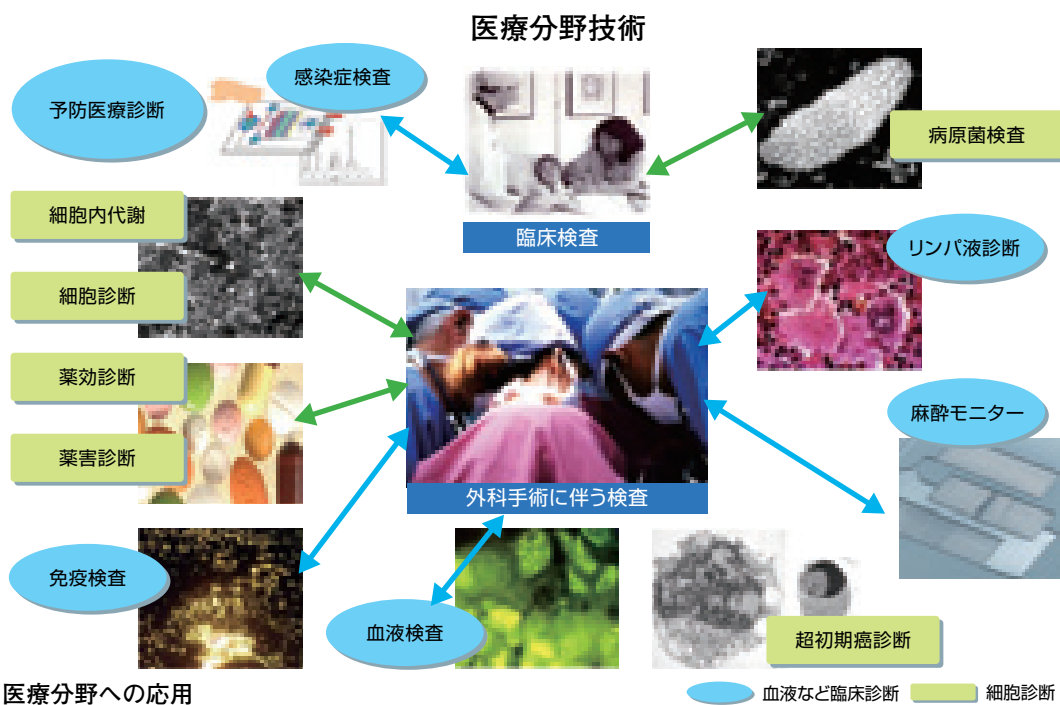 医療分野技術
予防医療診断
感染症検査
病原菌検査
細胞内代謝
臨床検査
リンパ液診断
細胞診断
薬効診断
麻酔モニター
薬害診断
外科手術に伴う検査
免疫検査
血液検査
超初期癌診断
医療分野への応用
血液など臨床診断
細胞診断